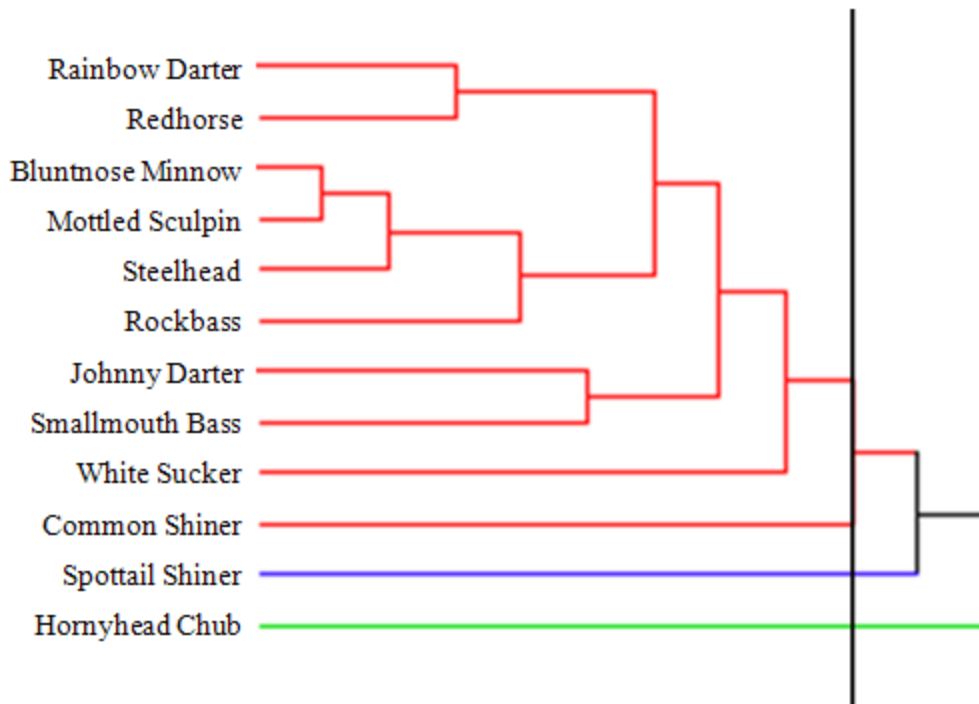 Rainbow Darter
Redhorse
Bluntnose Minnow
Mottled Sculpin
Steelhead
Rockbass
Johnny Darter
Smallmouth Bass
White Sucker
Common Shiner
Spottail Shiner
Hornyhead Chub